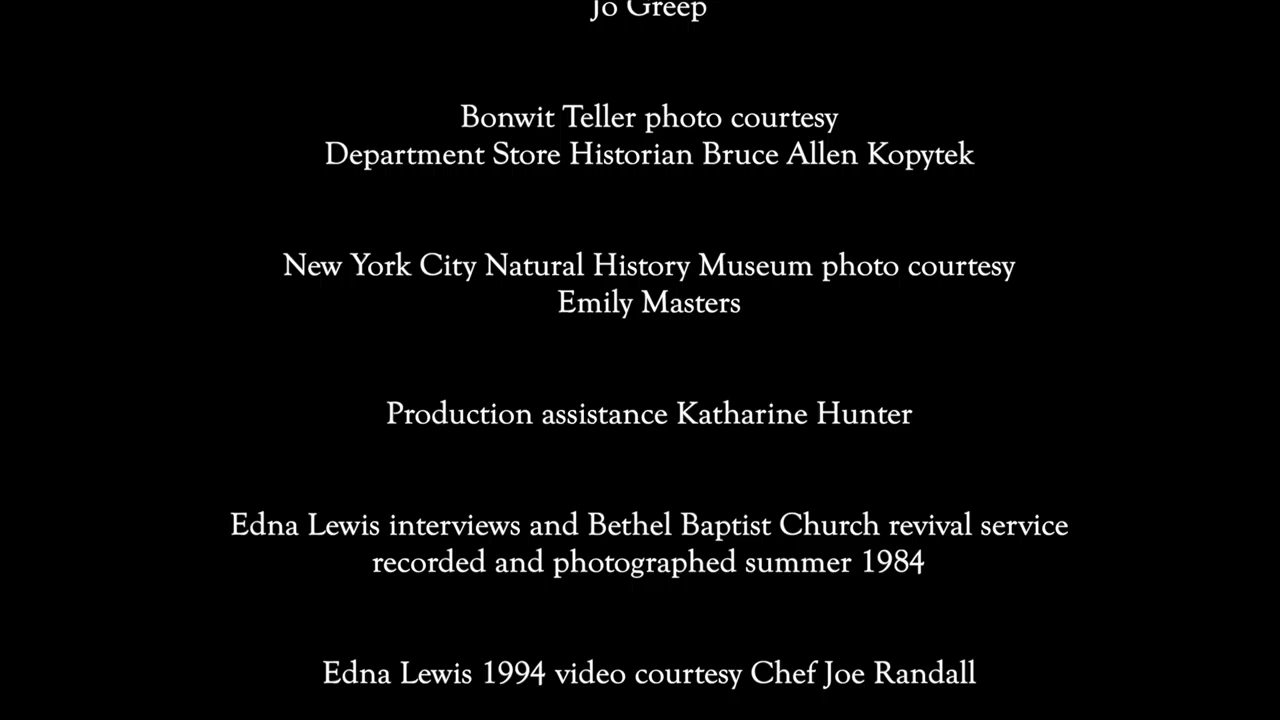 Jo Greep
Bonwit Teller photo courtesy
Department Store Historian Bruce Allen Kopytek
New York City Natural History Museum photo courtesy
Emily Masters
Production assistance Katharine Hunter
Edna Lewis interviews and Bethel Baptist Church revival service
recorded and photographed summer 1984
Edna Lewis 1994 video courtesy Chef Joe Randall